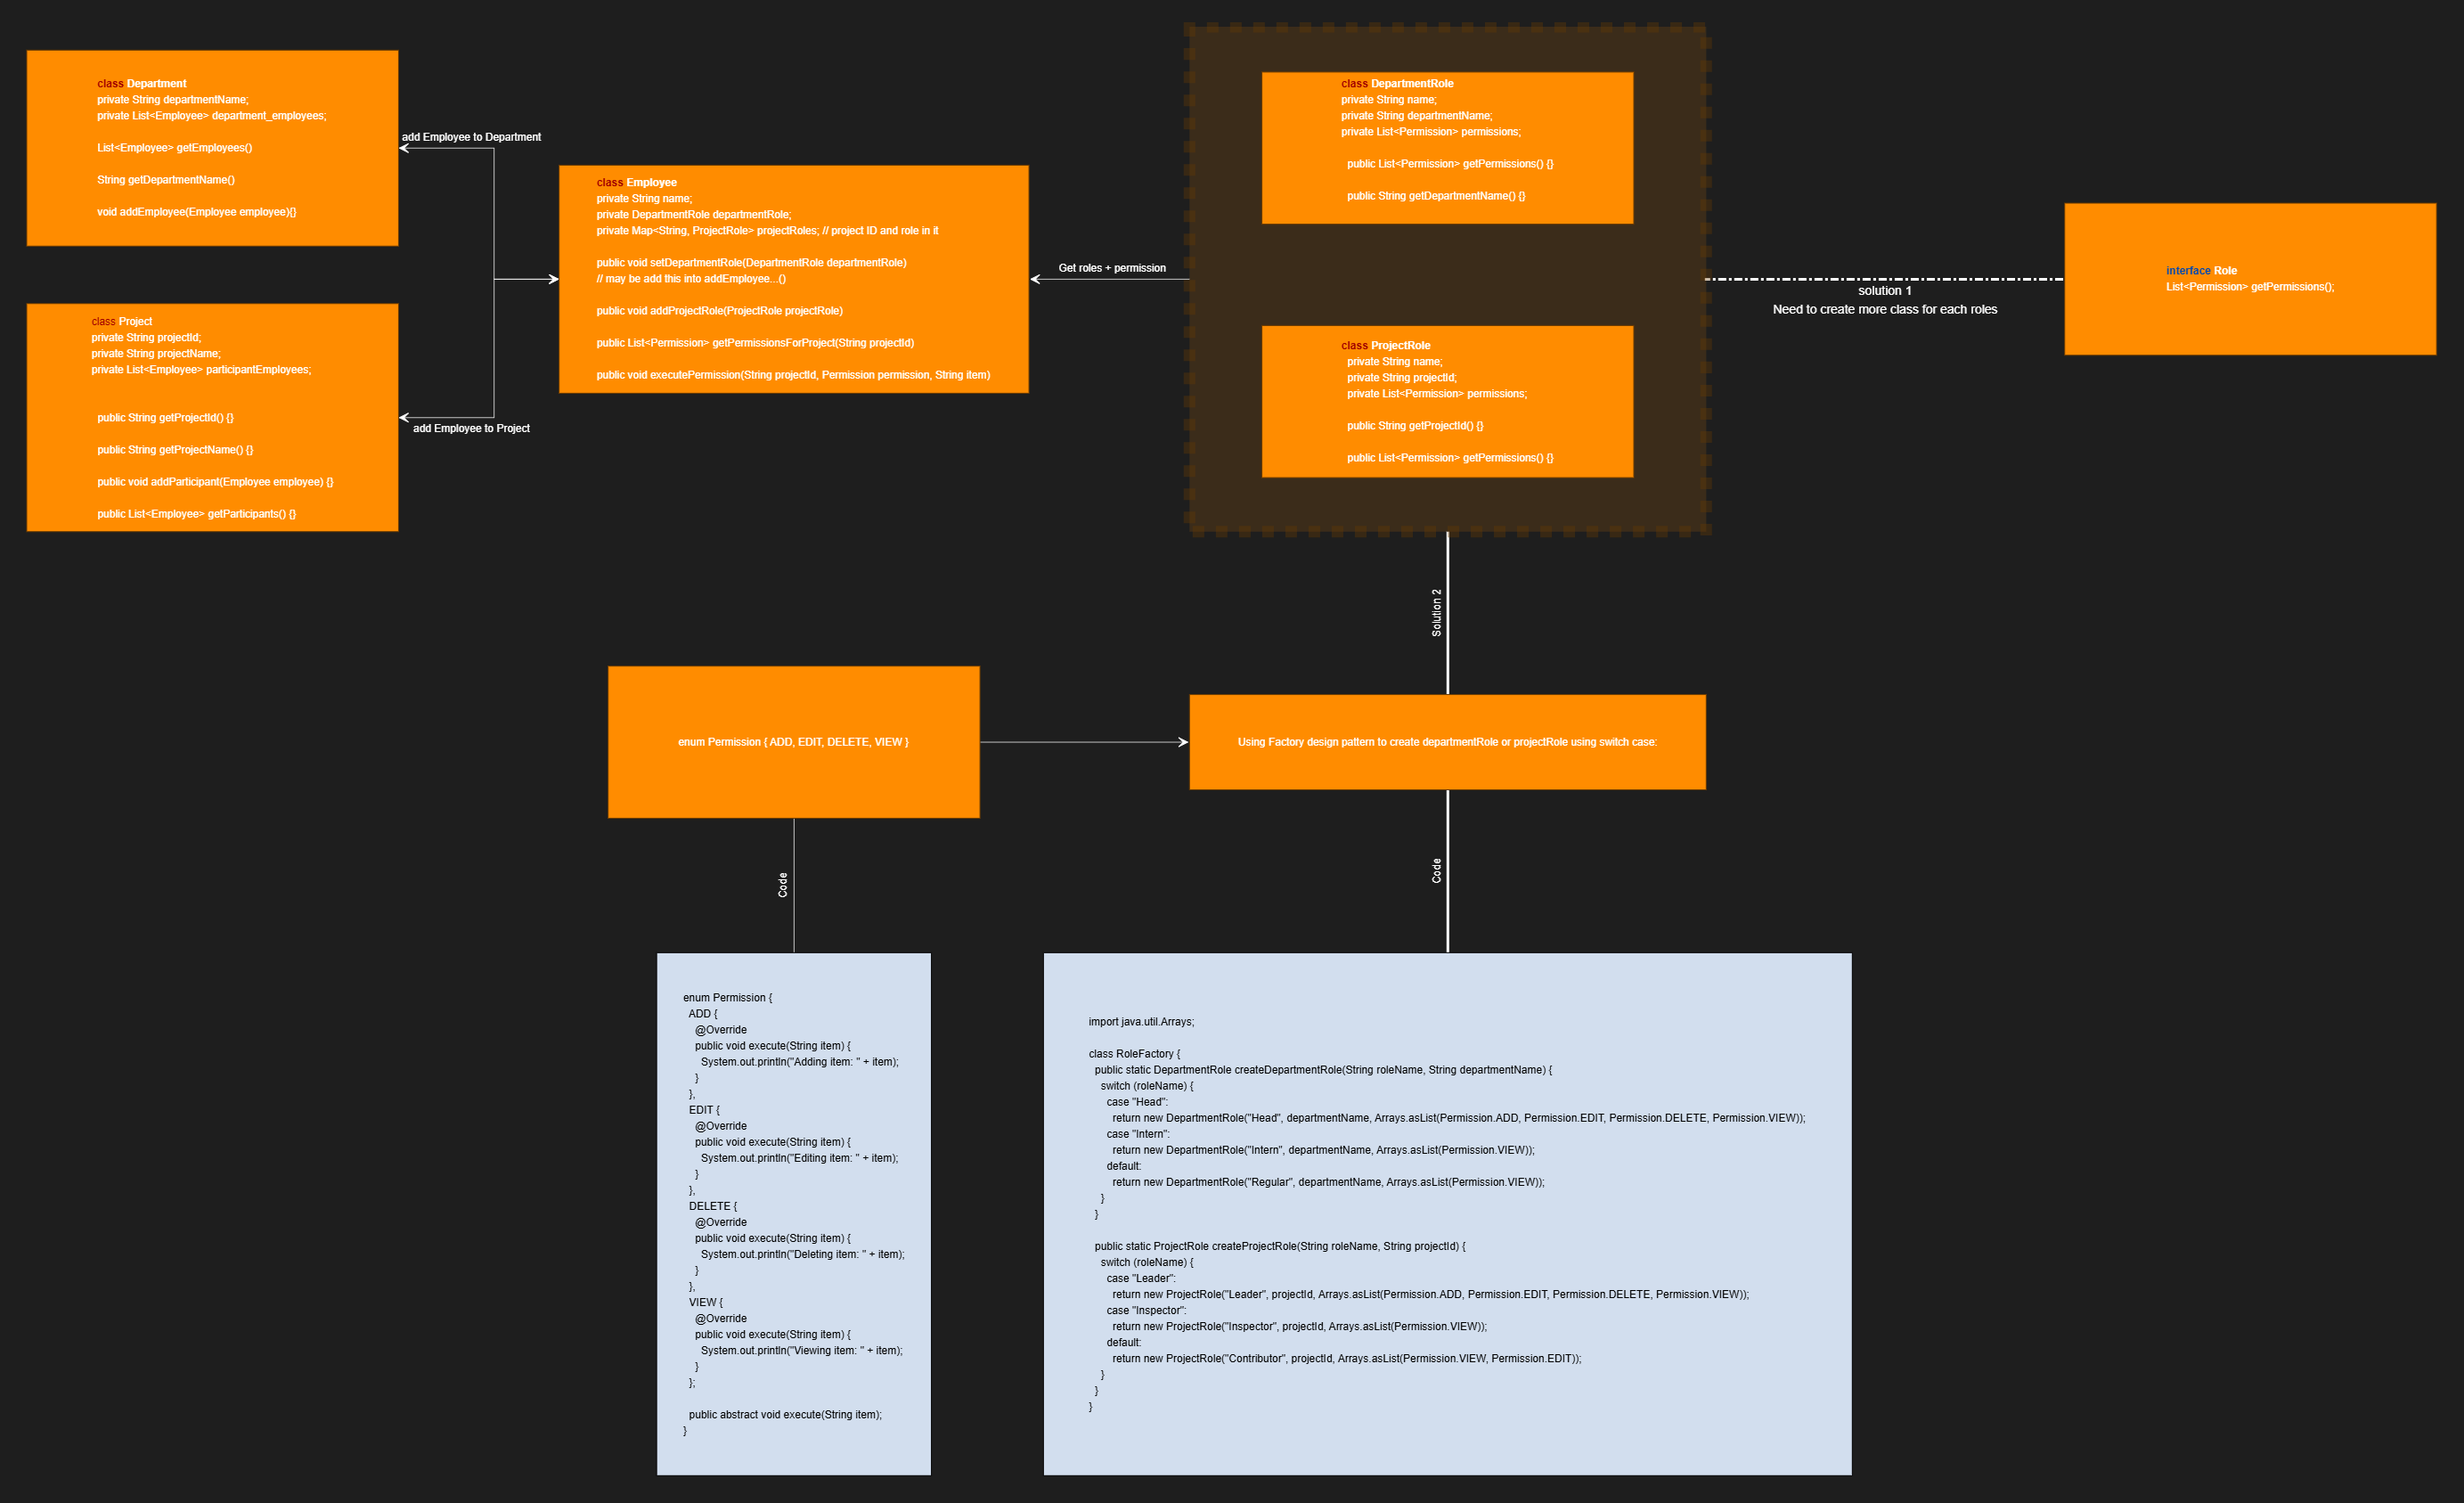 class Department
private String departmentName;
private List<Employee> department_employees;
List<Employee> getEmployees()
String getDepartmentName()
void addEmployee(Employee employee){}
add Employee to Department
class Project
private String projectId;
private String projectName;
private List<Employee> participantEmployees;
public String getProjectId() {}
public String getProjectName() {}
public void addParticipant(Employee employee) {}
public List<Employee> getParticipants() {}
add Employee to Project
class Employee
private String name;
private DepartmentRole departmentRole;
private Map<String, ProjectRole> projectRoles; // project ID and role in it
public void setDepartmentRole(DepartmentRole departmentRole)
// may be add this into addEmployee...()
public void addProjectRole(ProjectRole projectRole)
public List<Permission> getPermissionsForProject(String projectId)
public void executePermission(String projectId, Permission permission, String item)
Get roles + permission
class DepartmentRole
private String name;
private String departmentName;
private List<Permission> permissions;
public List<Permission> getPermissions() {}
public String getDepartmentName() {}
class ProjectRole
private String name;
private String projectId;
private List<Permission> permissions;
public String getProjectId() {}
public List<Permission> getPermissions() {}
solution 1
Need to create more class for each roles
interface Role
List<Permission> getPermissions();
Solution 2
enum Permission { ADD, EDIT, DELETE, VIEW }
Using Factory design pattern to create departmentRole or projectRole using switch case:
Code
Code
enum Permission {
ADD {
@Override
public void execute(String item) {
System.out.println("Adding item: " + item);
}
},
EDIT {
@Override
public void execute(String item) {
System.out.println("Editing item: " + item);
}
},
DELETE {
@Override
public void execute(String item) {
System.out.println("Deleting item: " + item);
}
},
VIEW {
@Override
public void execute(String item) {
System.out.println("Viewing item: " + item);
}
};
public abstract void execute(String item);
}
import java.util.Arrays;
class RoleFactory {
public static DepartmentRole createDepartmentRole(String roleName, String departmentName) {
switch (roleName) {
case "Head":
return new DepartmentRole("Head", departmentName, Arrays.asList(Permission.ADD, Permission.EDIT, Permission.DELETE, Permission.VIEW));
case "Intern":
return new DepartmentRole("Intern", departmentName, Arrays.asList(Permission.VIEW));
default:
return new DepartmentRole("Regular", departmentName, Arrays.asList(Permission.VIEW));
}
}
public static ProjectRole createProjectRole(String roleName, String projectId) {
switch (roleName) {
case "Leader":
return new ProjectRole("Leader", projectId, Arrays.asList(Permission.ADD, Permission.EDIT, Permission.DELETE, Permission.VIEW));
case "Inspector":
return new ProjectRole("Inspector", projectId, Arrays.asList(Permission.VIEW));
default:
return new ProjectRole("Contributor", projectId, Arrays.asList(Permission.VIEW, Permission.EDIT));
}
}
}